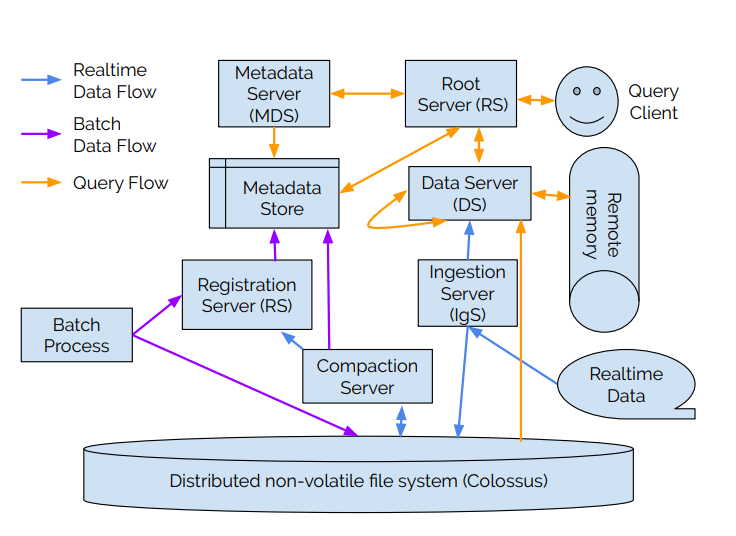 Realtime
Data Flow
Batch
Data Flow
Query Flow
Metadata
Server
(MDS)
Root
Server (RS)
Query
Client
Metadata
Store
Data Server
(DS)
Remote
memory
Registration
Server (RS)
Ingestion
Server
(IgS)
Batch
Process
Compaction
Server
Realtime
Data
Distributed non-volatile file system (Colossus)